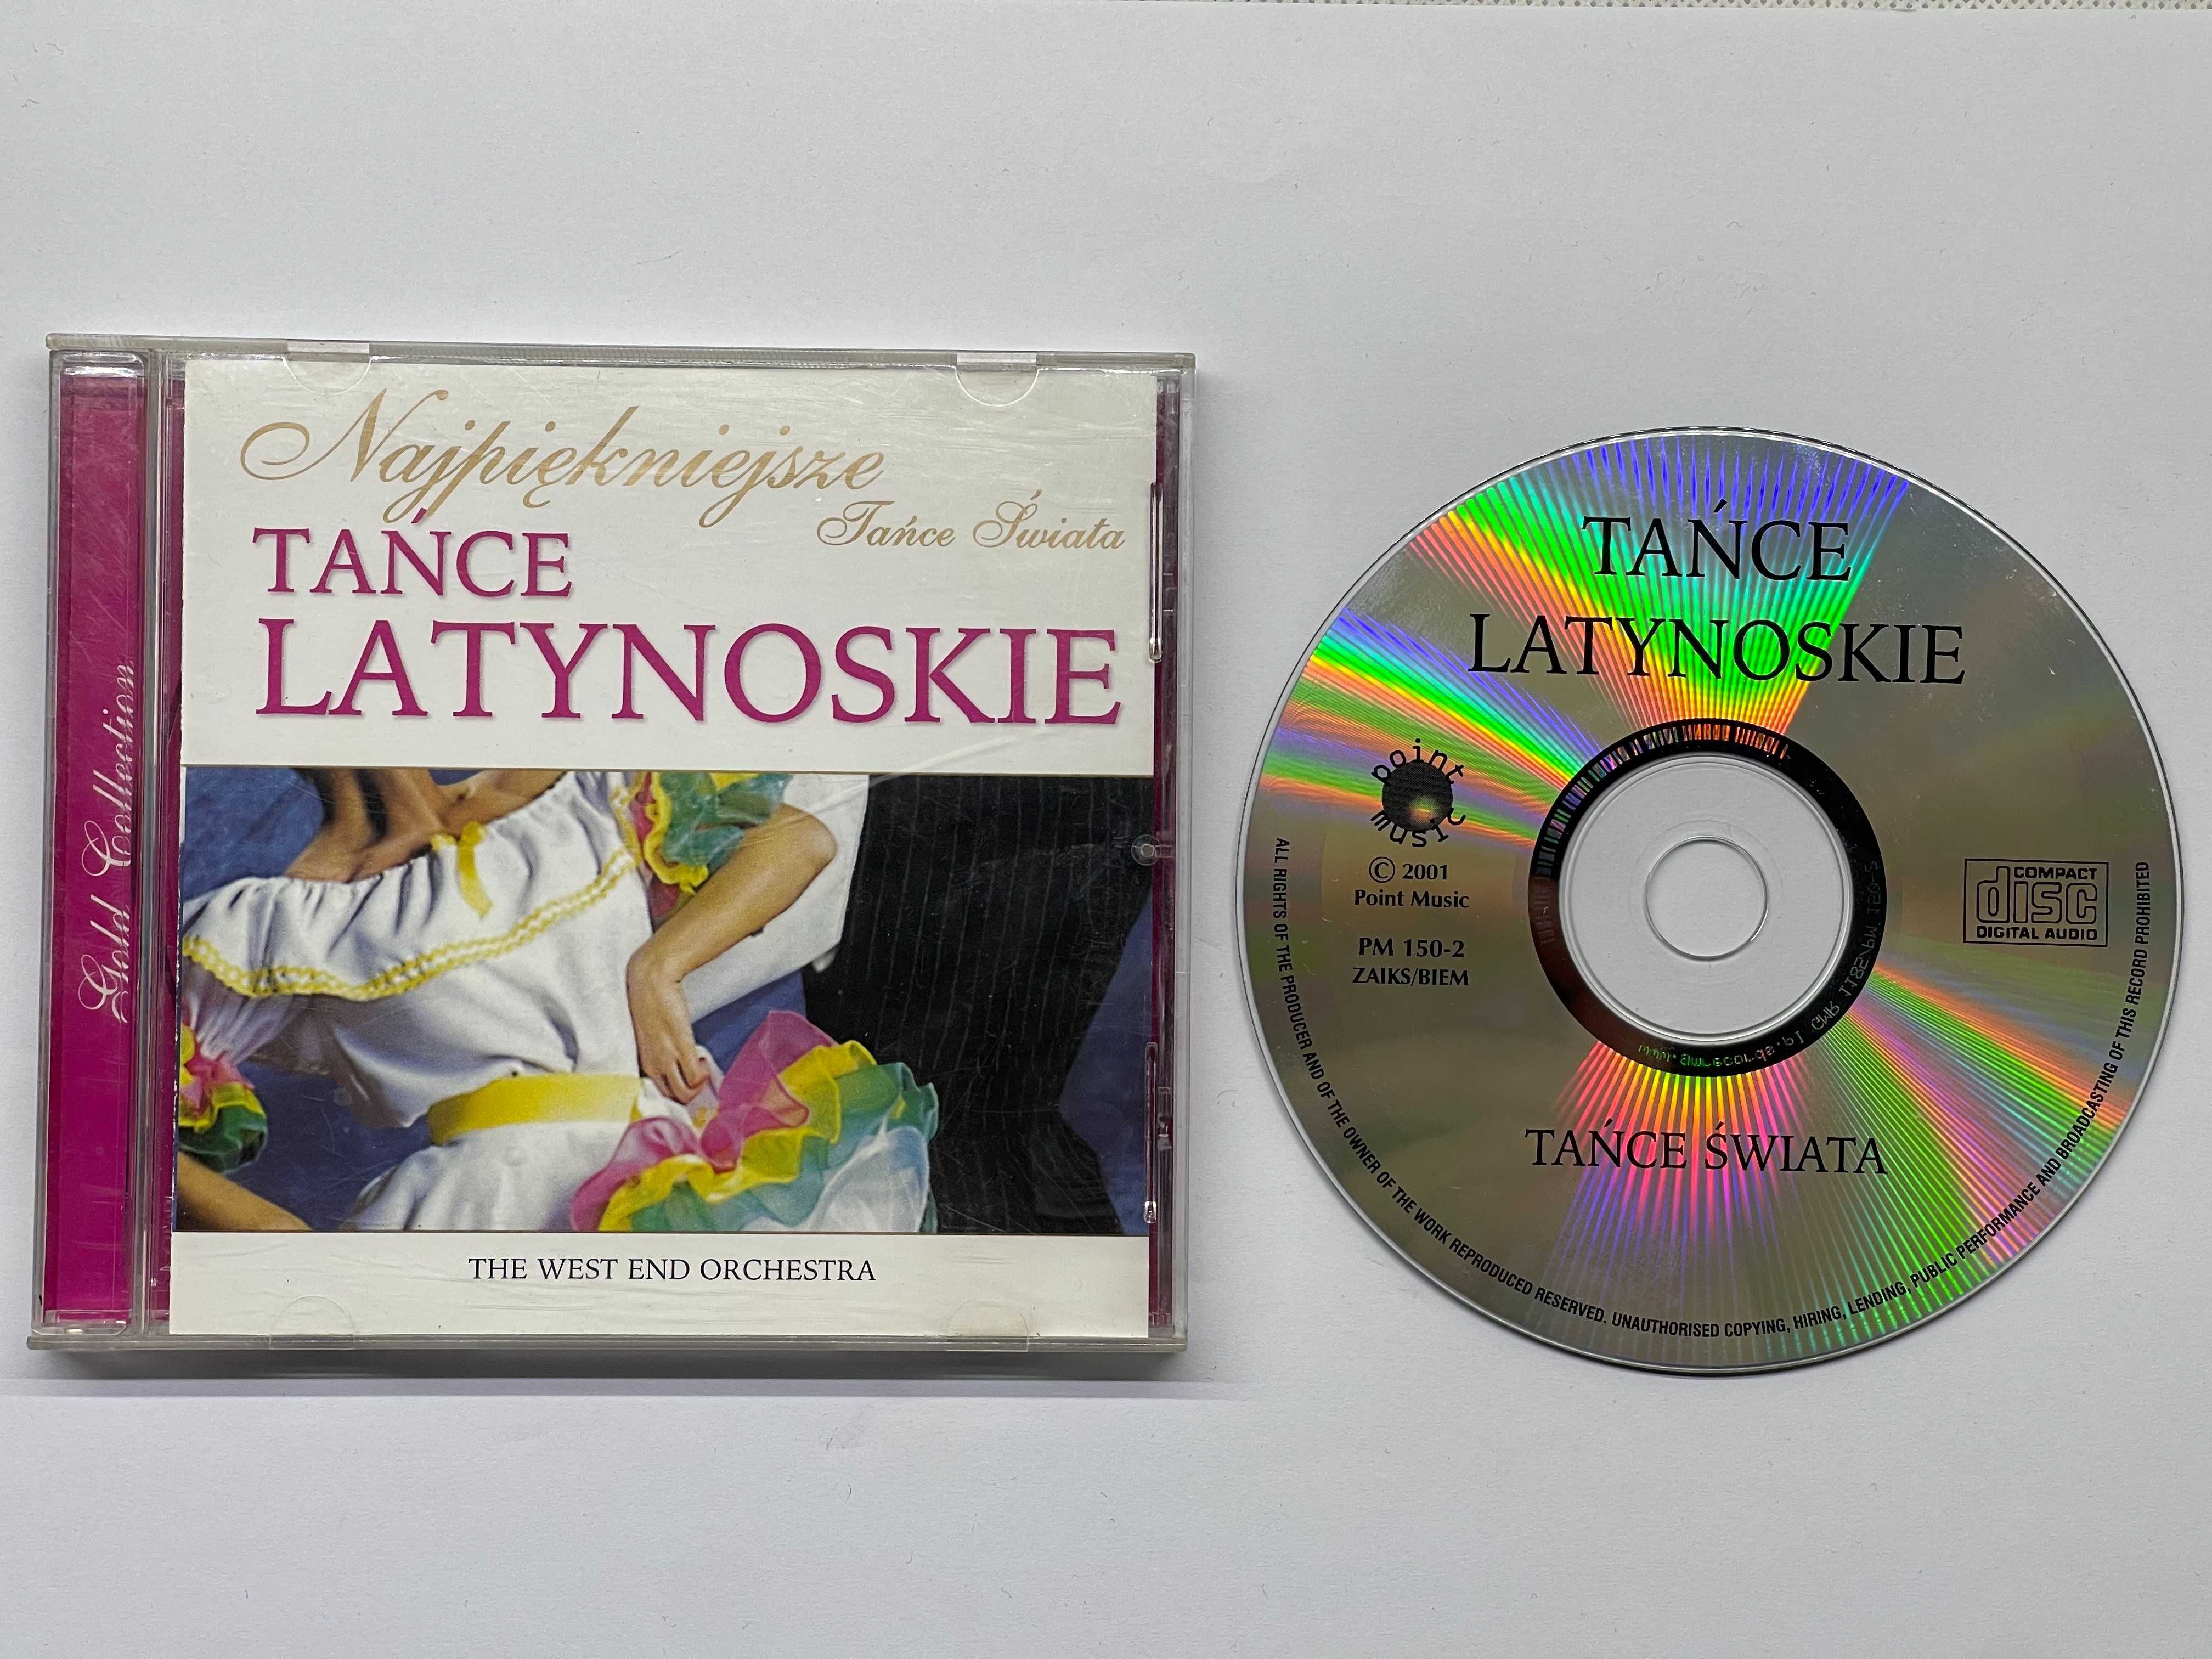 Najpiękniejsze
Tańce Świata
TAŃCE
LATYNOSKIE
Gold Collection
THE WEST END ORCHESTRA
TAŃCE
LATYNOSKIE
point
music
© 2001
Point Music
PM 150-2
ZAIKS/BIEM
COMPACT
disc
DIGITAL AUDIO
TAŃCE ŚWIATA
ALL RIGHTS OF THE PRODUCER AND OF THE OWNER OF THE WORK REPRODUCED RESERVED. UNAUTHORISED COPYING, HIRING, LENDING, PUBLIC PERFORMANCE AND BROADCASTING OF THIS RECORD PROHIBITED